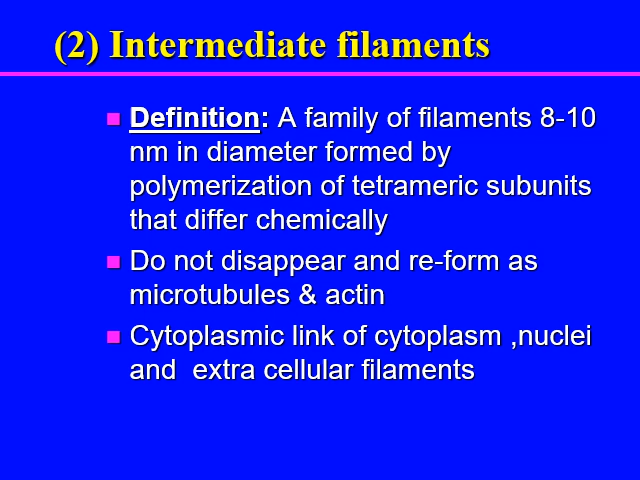 (2) Intermediate filaments
Definition: A family of filaments 8-10
nm in diameter formed by
polymerization of tetrameric subunits
that differ chemically
Do not disappear and re-form as
microtubules & actin
Cytoplasmic link of cytoplasm ,nuclei
and  extra cellular filaments